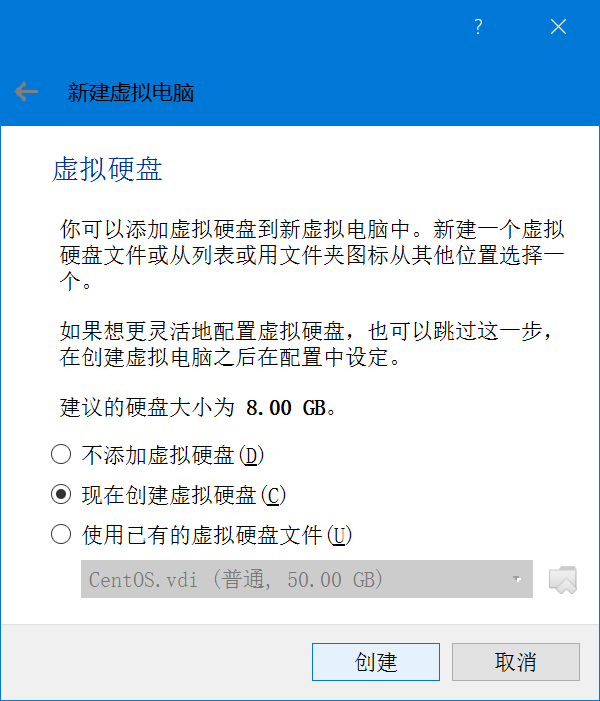 ?
新建虚拟电脑
虚拟硬盘
你可以添加虚拟硬盘到新虚拟电脑中。新建一个虚拟
硬盘文件或从列表或用文件夹图标从其他位置选择一
个。
如果想更灵活地配置虚拟硬盘，也可以跳过这一步，
在创建虚拟电脑之后在配置中设定。
建议的硬盘大小为 8.00 GB。
不添加虚拟硬盘(D)
现在创建虚拟硬盘(C)
使用已有的虚拟硬盘文件(U)
CentOS.vdi (普通, 50.00 GB)
创建
取消